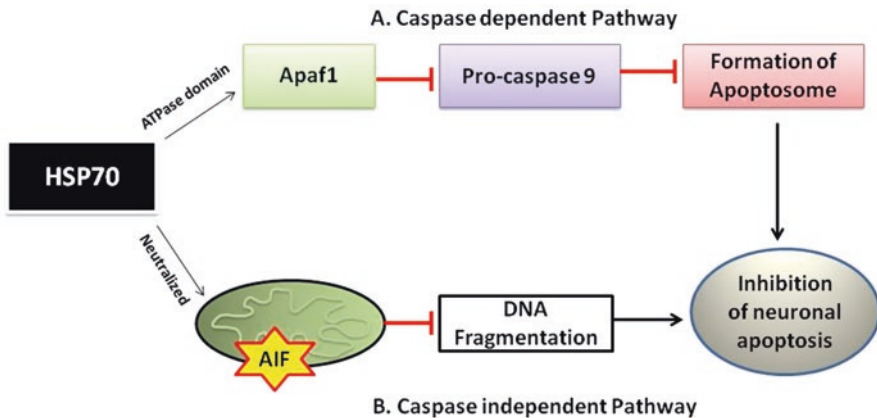 A. Caspase dependent Pathway
HSP70
ATPase domain
Apaf1
Pro-caspase 9
Formation of
Apoptosome
Neutralized
AIF
DNA
Fragmentation
Inhibition
of neuronal
apoptosis
B. Caspase independent Pathway